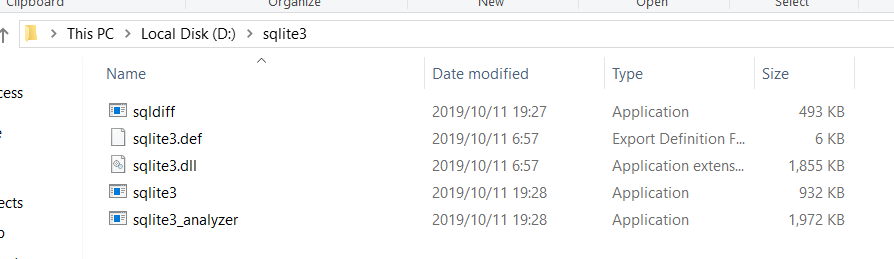 Clipboard Organize New Open Select
This PC > Local Disk (D:) > sqlite3
Name Date modified Type Size
sqldiff 2019/10/11 19:27 Application 493 KB
sqlite3.def 2019/10/11 6:57 Export Definition F... 6 KB
sqlite3.dll 2019/10/11 6:57 Application extens... 1,855 KB
sqlite3 2019/10/11 19:28 Application 932 KB
sqlite3_analyzer 2019/10/11 19:28 Application 1,972 KB
cess
ects